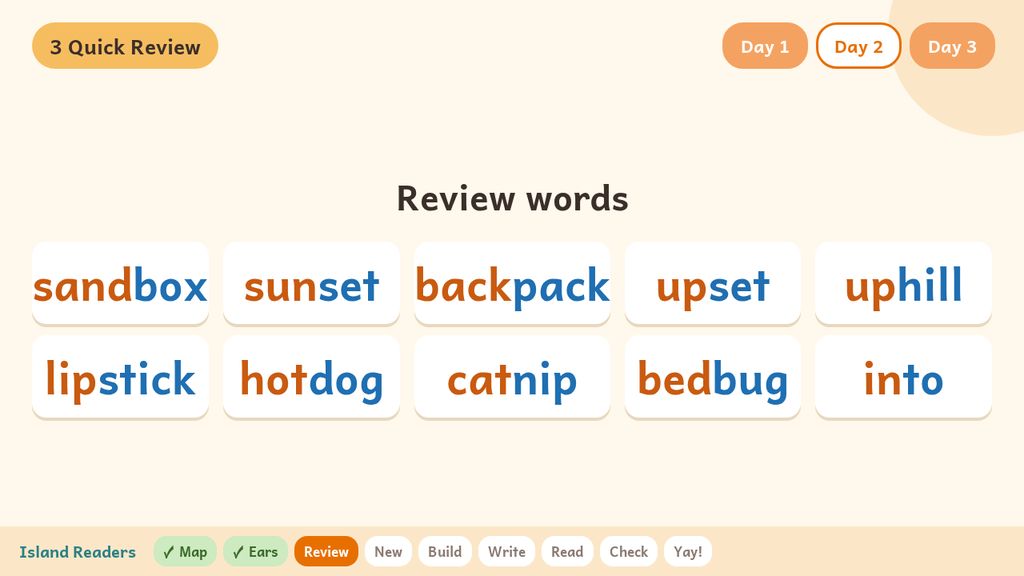 3 Quick Review
Day 1 Day 2 Day 3
Review words
sandbox sunset backpack upset uphill
lipstick hotdog catnip bedbug into
Island Readers ✓ Map ✓ Ears Review New Build Write Read Check Yay!